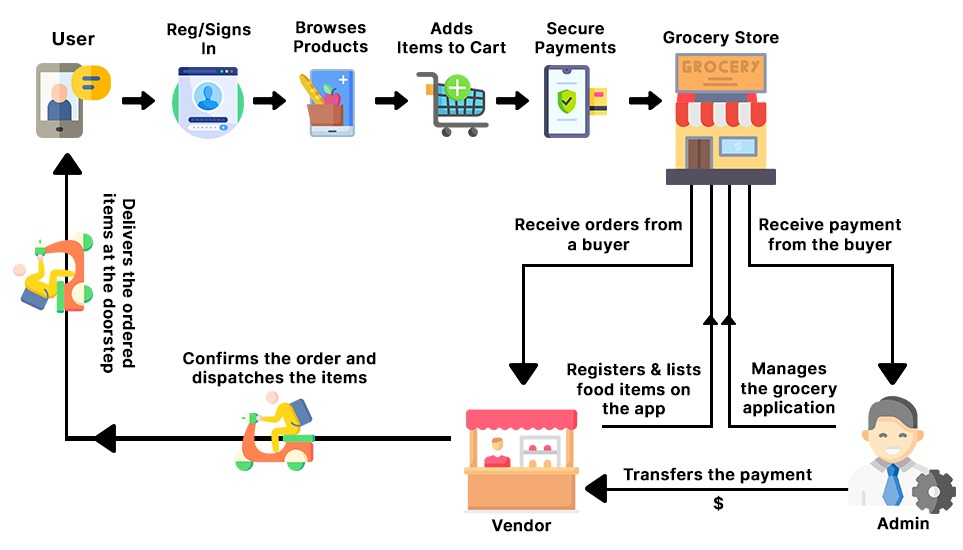 User
Reg/Signs
In
Browses
Products
Adds
Items to Cart
Secure
Payments
Grocery Store
GROCERY
Receive orders from
a buyer
Receive payment
from the buyer
Delivers the ordered
items at the doorstep
Confirms the order and
dispatches the items
Registers & lists
food items on
the app
Manages
the grocery
application
Transfers the payment
$
Vendor
Admin